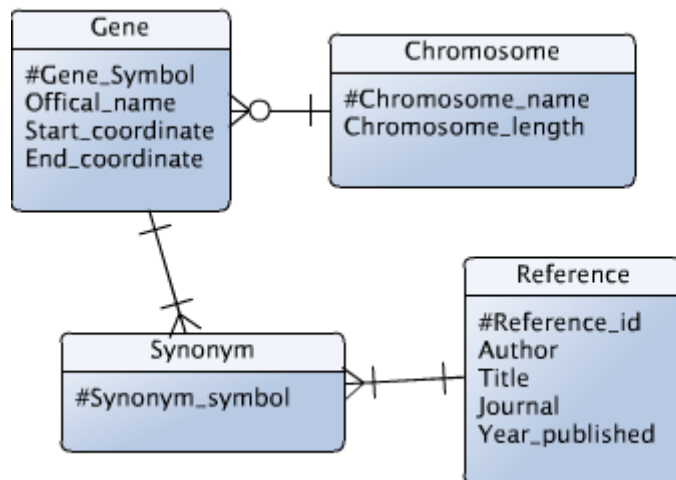 Gene
#Gene_Symbol
Offical_name
Start_coordinate
End_coordinate
Chromosome
#Chromosome_name
Chromosome_length
Synonym
#Synonym_symbol
Reference
#Reference_id
Author
Title
Journal
Year_published